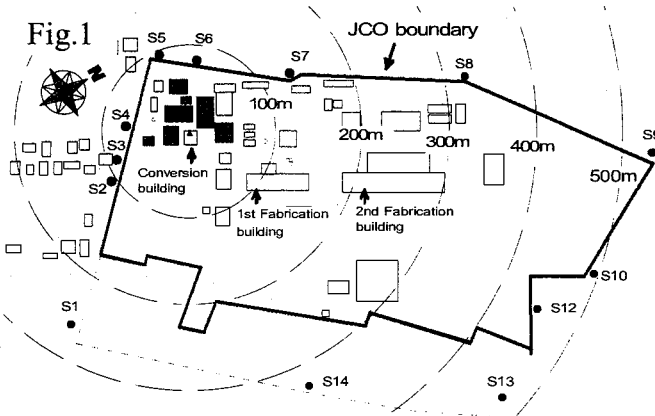 Fig.1
JCO boundary
S5
S6
S7
S8
N
100m
S4
200m
300m
400m
S9
S3
Conversion
building
500m
S2
1st Fabrication
building
2nd Fabrication
building
S10
S12
S1
S14
S13